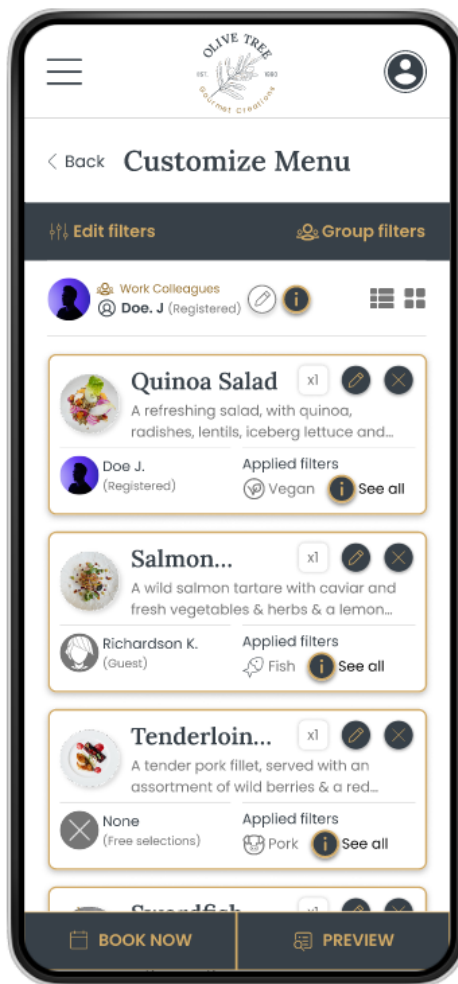 OLIVE TREE
EST. 1980
Gourmet Creations
Back Customize Menu
Edit filters Group filters
Work Colleagues
Doe. J (Registered)
Quinoa Salad x1
A refreshing salad, with quinoa,
radishes, lentils, iceberg lettuce and...
Doe J. Applied filters
(Registered) Vegan See all
Salmon... x1
A wild salmon tartare with caviar and
fresh vegetables & herbs & a lemon...
Richardson K. Applied filters
(Guest) Fish See all
Tenderloin... x1
A tender pork fillet, served with an
assortment of wild berries & a red...
None Applied filters
(Free selections) Pork See all
Swordfish x1
BOOK NOW PREVIEW